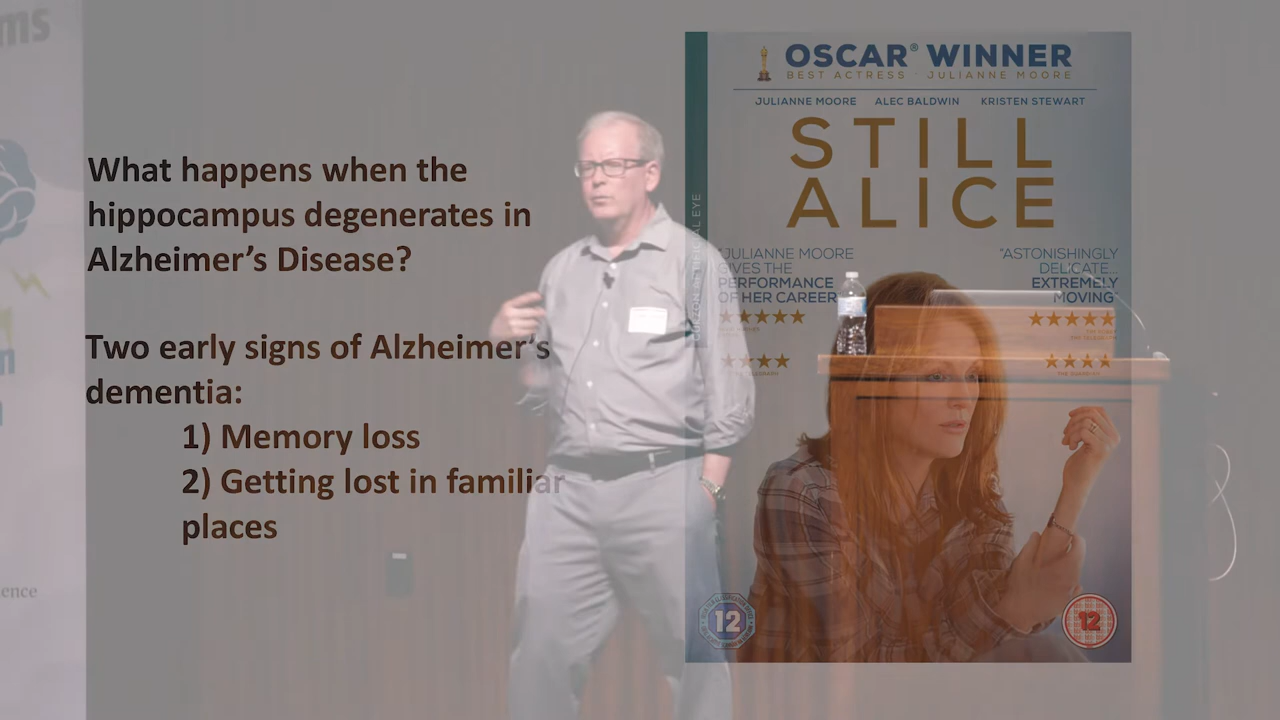 ms
What happens when the
hippocampus degenerates in
Alzheimer's Disease?
Two early signs of Alzheimer's
dementia:
1) Memory loss
2) Getting lost in familiar
places
ence
OSCAR® WINNER
BEST ACTRESS · JULIANNE MOORE
JULIANNE MOORE ALEC BALDWIN KRISTEN STEWART
STILL
ALICE
"JULIANNE MOORE
GIVES THE
PERFORMANCE
OF HER CAREER
"ASTONISHINGLY
DELICATE...
EXTREMELY
MOVING"
12
12